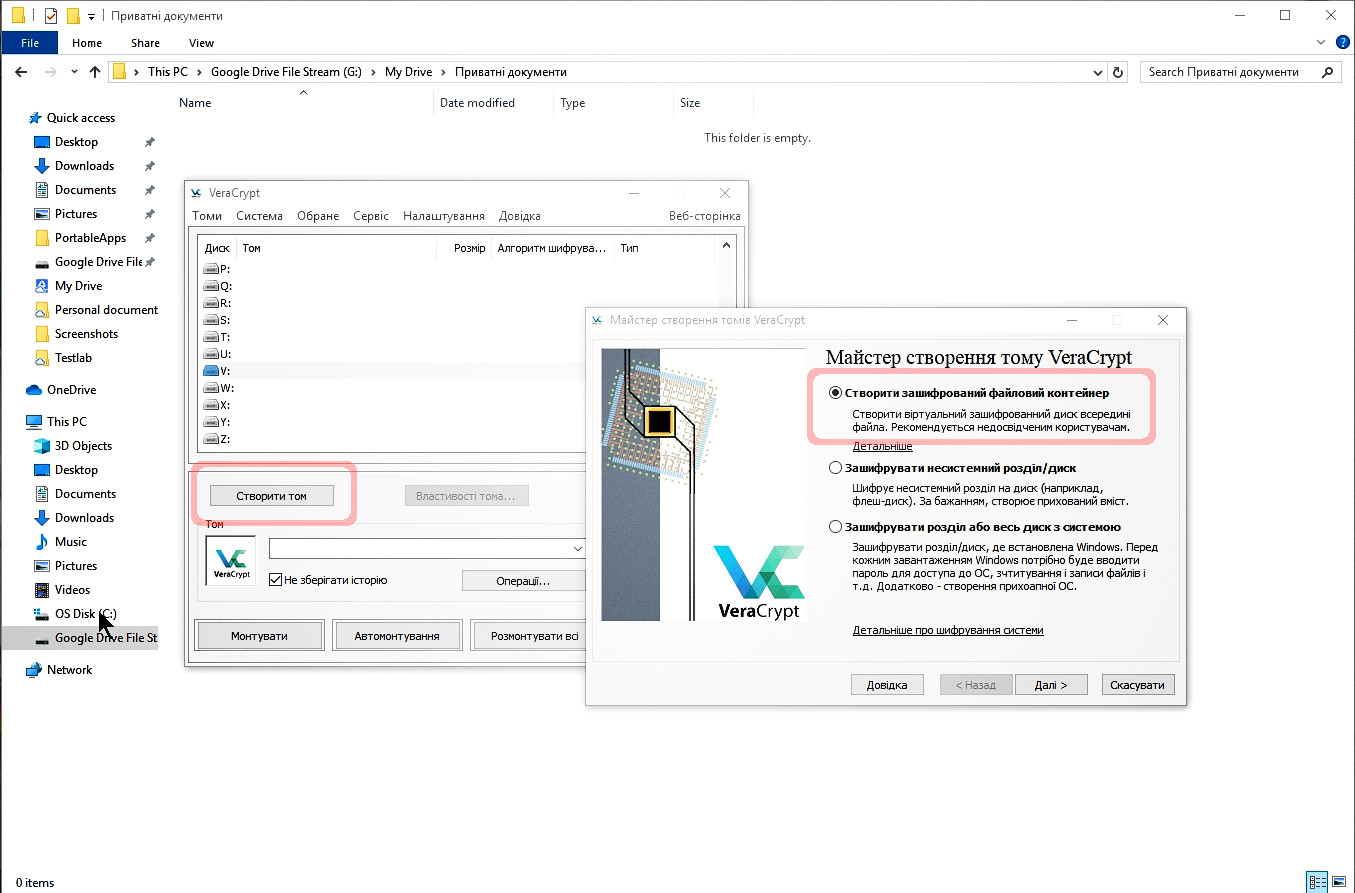 Приватні документи
File Home Share View
This PC Google Drive File Stream (G:) My Drive Приватні документи
Search Приватні документи
Name Date modified Type Size
This folder is empty.
Quick access
Desktop
Downloads
Documents
Pictures
PortableApps
Google Drive File
My Drive
Personal document
Screenshots
Testlab
OneDrive
This PC
3D Objects
Desktop
Documents
Downloads
Music
Pictures
Videos
OS Disk (C:)
Google Drive File St
Network
0 items
VeraCrypt
Томи Система Обране Сервіс Налаштування Довідка Веб-сторінка
Диск Том Розмір Алгоритм шифрува... Тип
P:
Q:
R:
S:
T:
U:
V:
W:
X:
Y:
Z:
Створити том Властивості тома...
Том
VeraCrypt
Не зберігати історію Операції...
Монтувати Автомонтування Розмонтувати всі
Майстер створення томів VeraCrypt
Майстер створення тому VeraCrypt
Створити зашифрований файловий контейнер
Створити віртуальний зашифрованний диск всередині
файла. Рекомендується недосвідченим користувачам.
Детальніше
Зашифрувати несистемний розділ/диск
Шифрує несистемний розділ на диск (наприклад,
флеш-диск). За бажанням, створює прихований вміст.
Зашифрувати розділ або весь диск з системою
Зашифрувати розділ/диск, де встановлена Windows. Перед
кожним завантаженням Windows потрібно буде вводити
пароль для доступа до ОС, зчтитування і записи файлів і
т.д. Додатково - створення прихоапної ОС.
Детальніше про шифрування системи
VeraCrypt
Довідка < Назад Далі > Скасувати